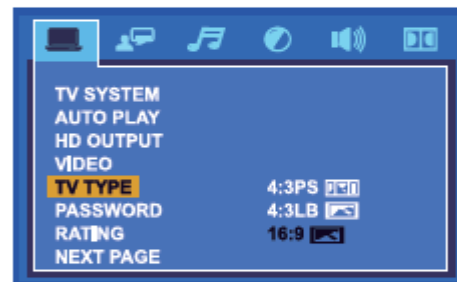 TV SYSTEM
AUTO PLAY
HD OUTPUT
VIDEO
TV TYPE 4:3PS
PASSWORD 4:3LB
RATING 16:9
NEXT PAGE